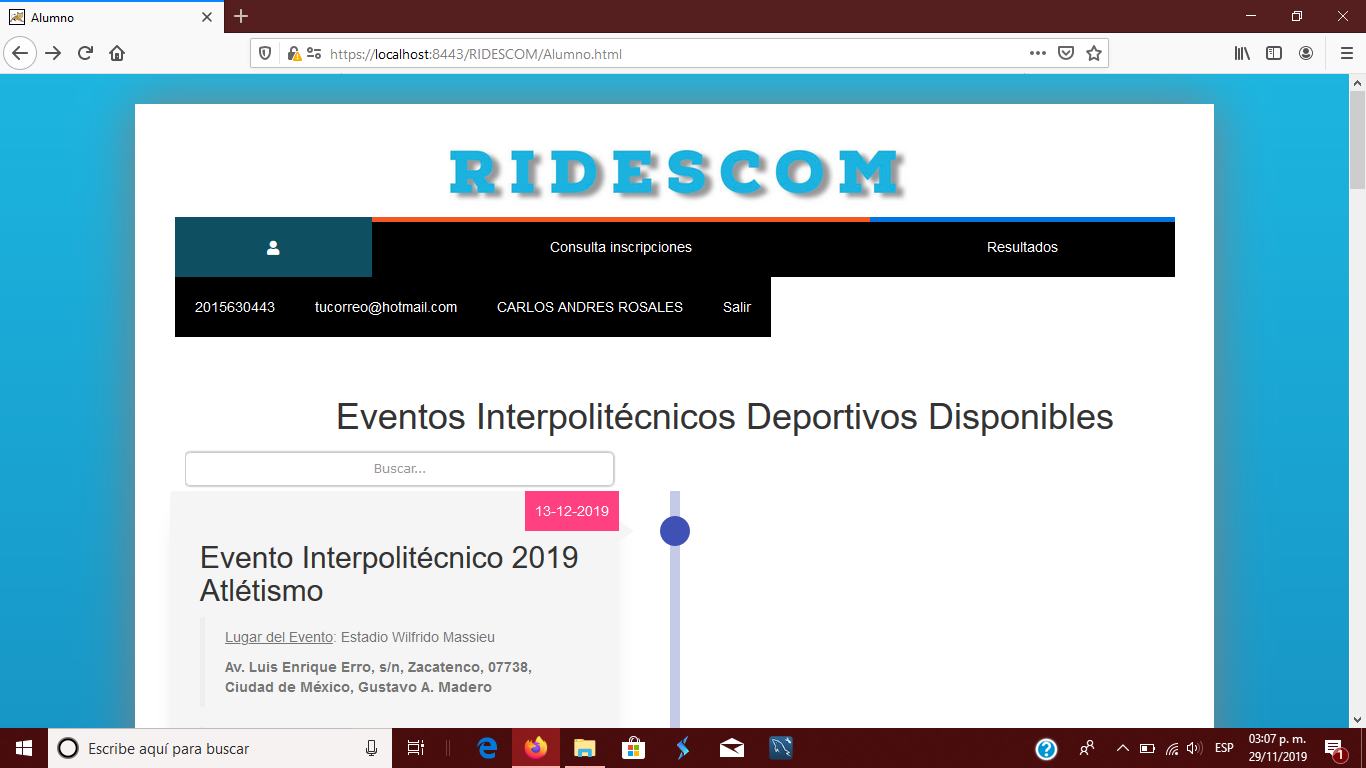 Alumno
https://localhost:8443/RIDESCOM/Alumno.html
RIDESCOM
Consulta inscripciones
Resultados
2015630443
tucorreo@hotmail.com
CARLOS ANDRES ROSALES
Salir
Eventos Interpolitécnicos Deportivos Disponibles
Buscar...
13-12-2019
Evento Interpolitécnico 2019
Atlétismo
Lugar del Evento: Estadio Wilfrido Massieu
Av. Luis Enrique Erro, s/n, Zacatenco, 07738,
Ciudad de México, Gustavo A. Madero
Escribe aquí para buscar
ESP
03:07 p. m.
29/11/2019
1